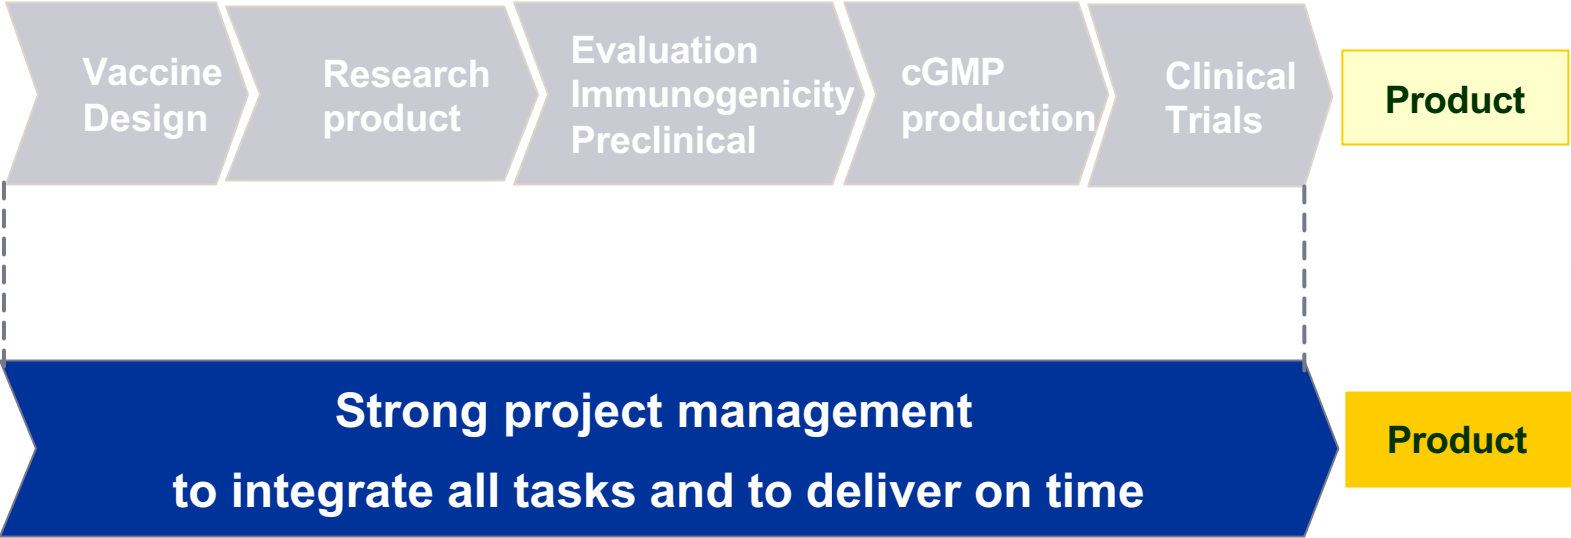 Vaccine
Design
Research
product
Evaluation
Immunogenicity
Preclinical
cGMP
production
Clinical
Trials
Product
Strong project management
to integrate all tasks and to deliver on time
Product